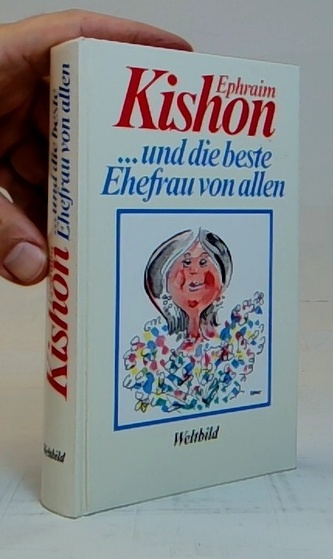 Ephraim
Kishon
...und die beste
Ehefrau von allen
Weltbild
Kishon
...und die beste
Ehefrau von allen
Weltbild